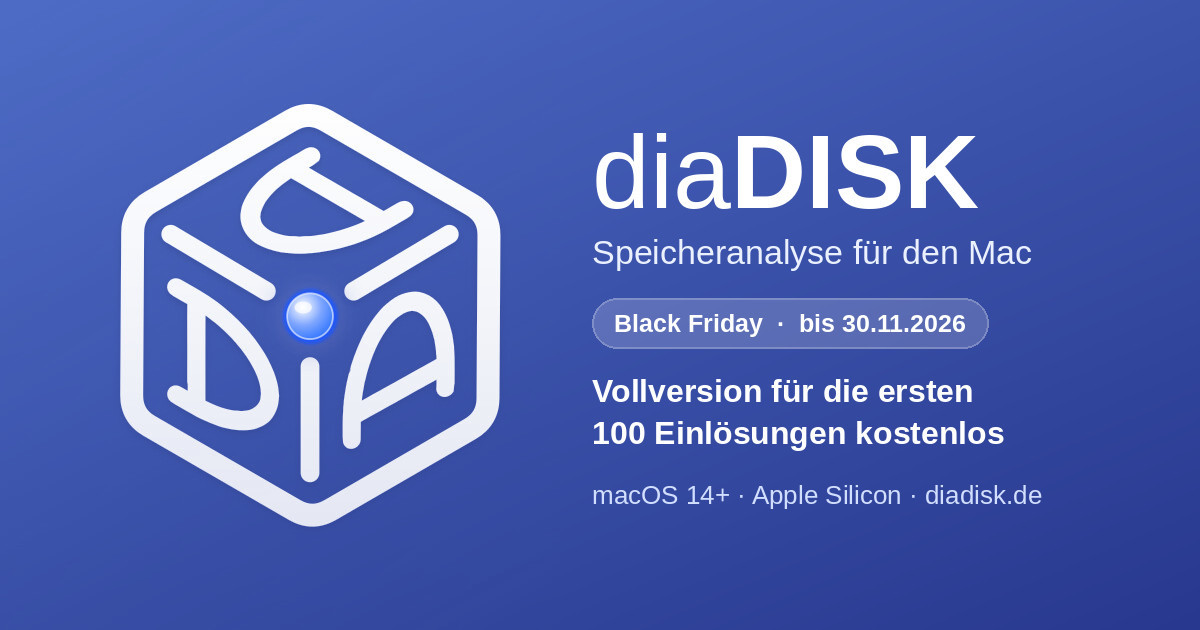 diaDISK
Speicheranalyse für den Mac
Black Friday · bis 30.11.2026
Vollversion für die ersten
100 Einlösungen kostenlos
macOS 14+ · Apple Silicon · diadisk.de